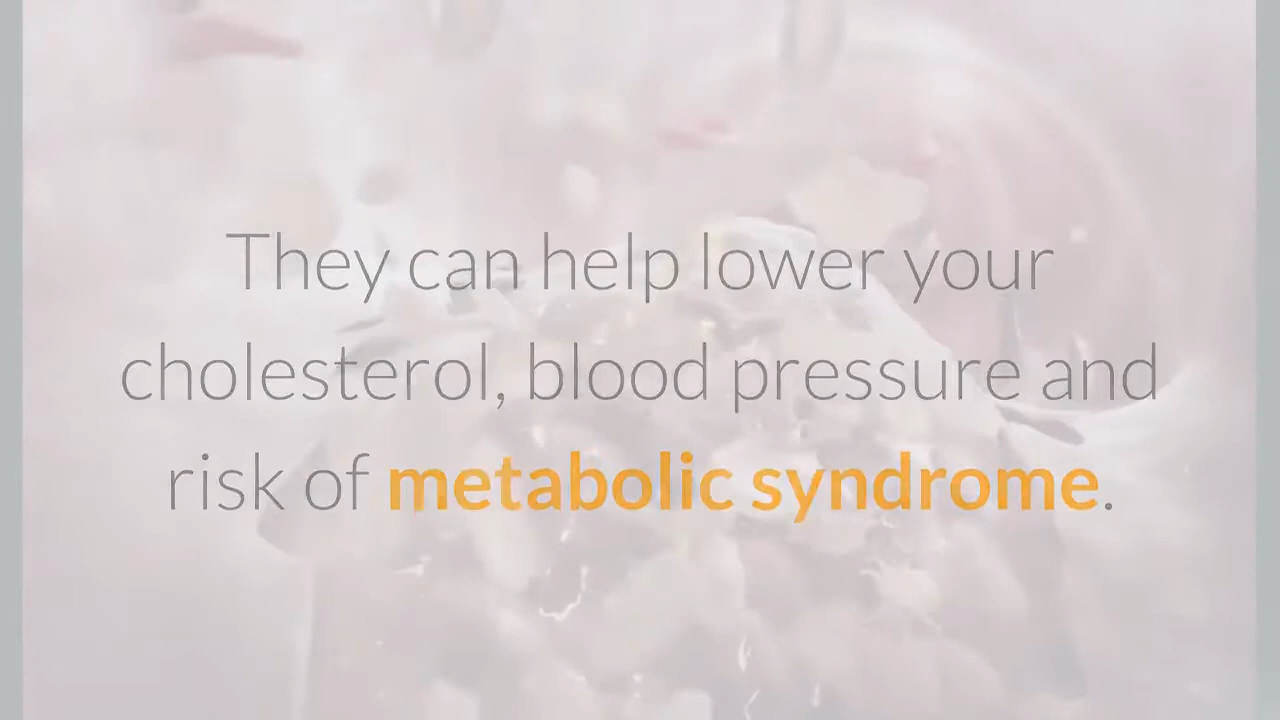 They can help lower your
cholesterol, blood pressure and
risk of metabolic syndrome.